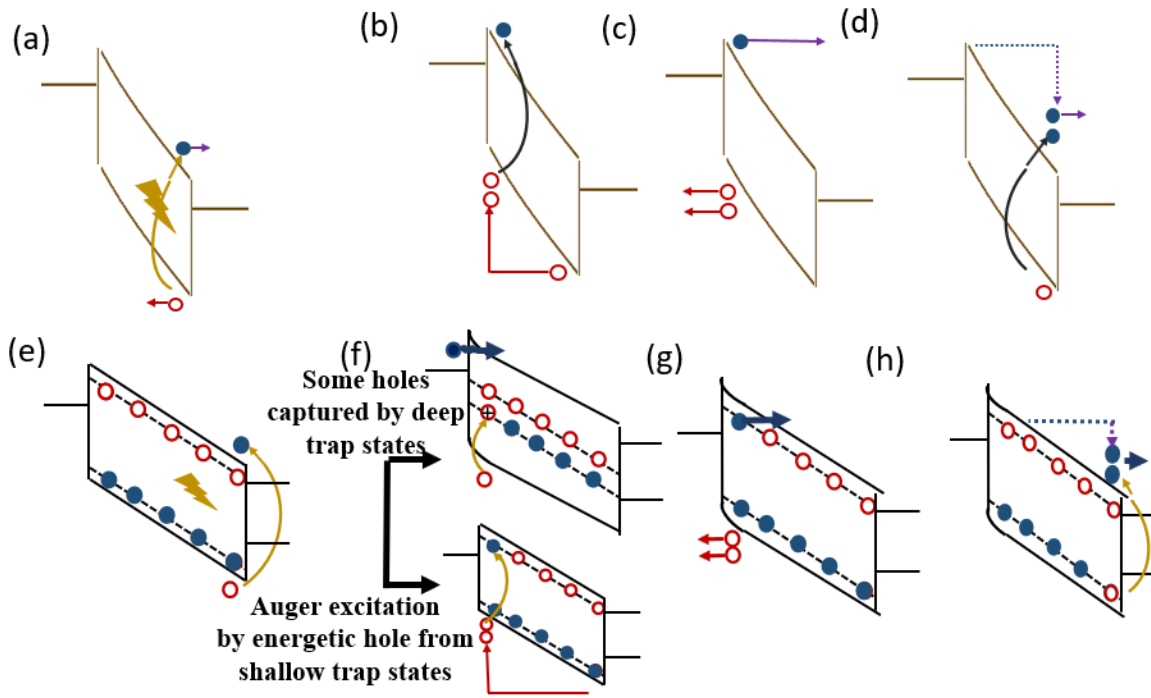 (a)
(b)
(c)
(d)
(e)
(f)
(g)
(h)
Some holes
captured by deep
trap states
+
Auger excitation
by energetic hole from
shallow trap states